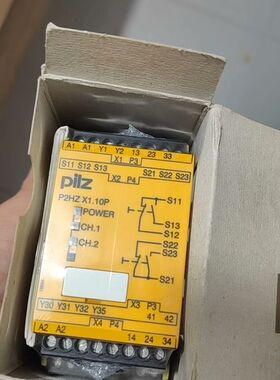 A1 A1 Y1 Y2 13 23 33
X1 P3
S11 S12 S13 S21 S22 S23
X2 P4
pilz
P2HZ X1.10P
POWER
CH.1
CH.2
S11
S13
S12
S22
S23
S21
Y30 Y31 Y32 Y35 X3 P3
41 42
X4 P4
A2 A2 14 24 34